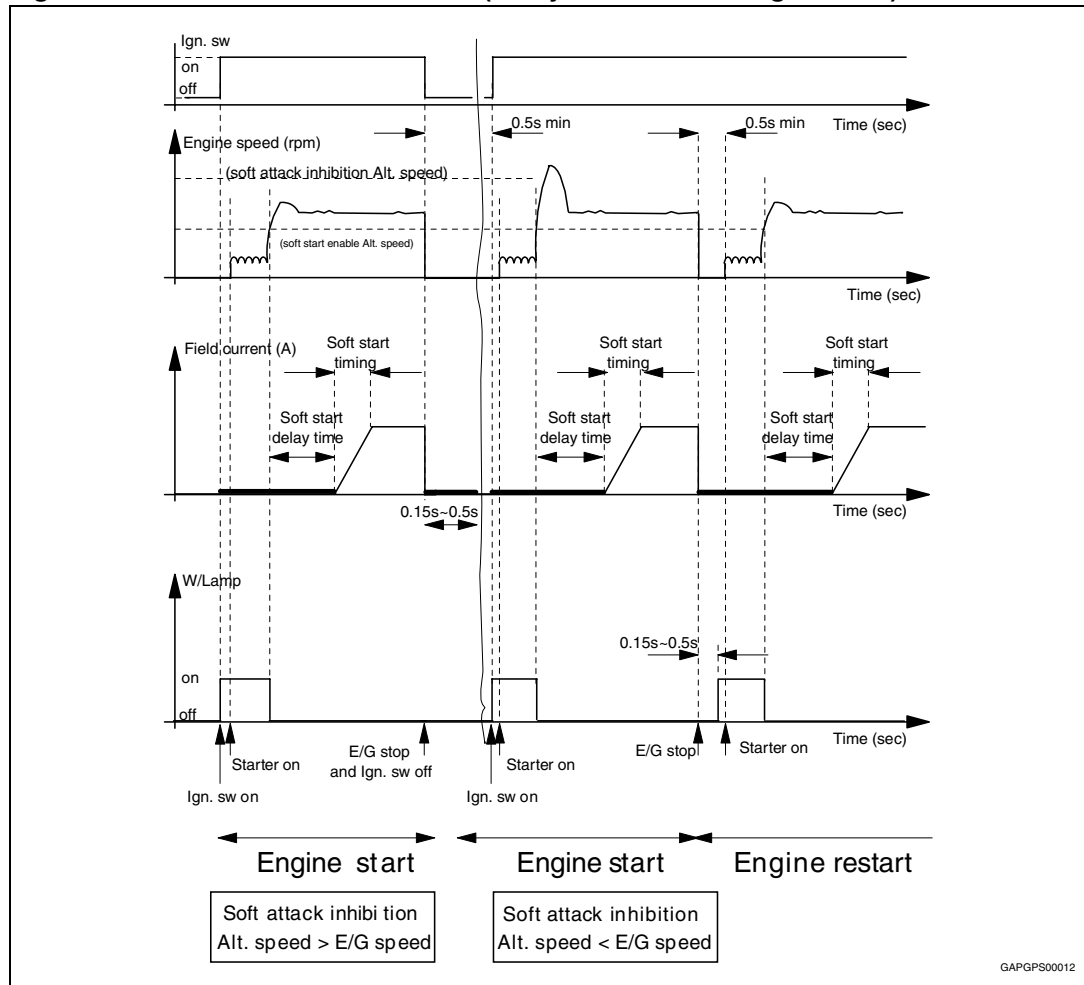 Ign. sw
on
off
Time (sec)
0.5s min
0.5s min
Engine speed (rpm)
(soft attack inhibition Alt. speed)
(soft start enable Alt. speed)
Time (sec)
Field current (A)
Soft start
timing
Soft start
timing
Soft start
timing
Soft start
delay time
Soft start
delay time
Soft start
delay time
Time (sec)
0.15s~0.5s
W/Lamp
0.15s~0.5s
on
off
Time (sec)
Starter on
E/G stop
and Ign. sw off
Starter on
E/G stop
Starter on
Ign. sw on
Ign. sw on
Engine start
Engine start
Engine restart
Soft attack inhibi tion
Alt. speed > E/G speed
Soft attack inhibition
Alt. speed < E/G speed
GAPGPS00012